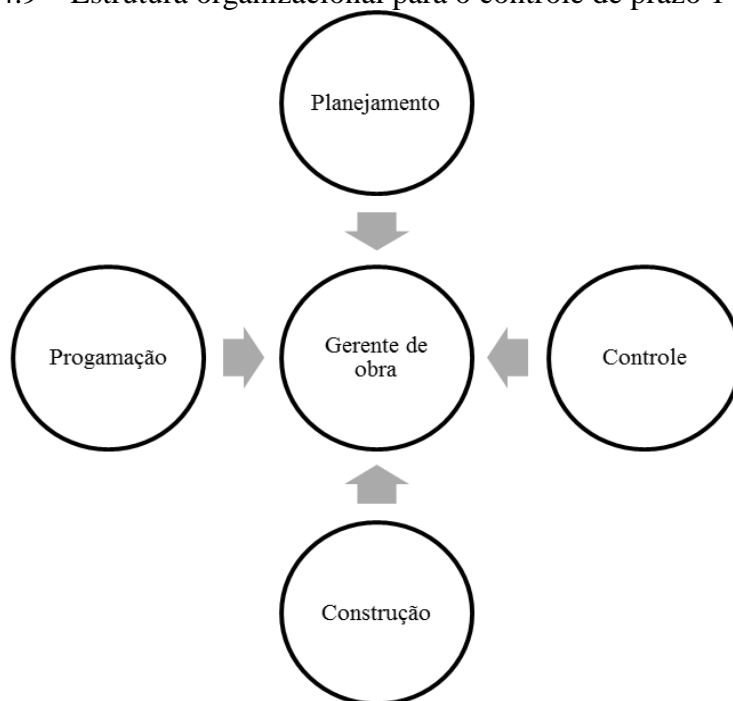 4.9 – Estrutura organizacional para o controle de prazo 1
Planejamento
Progamação
Gerente de
obra
Controle
Construção